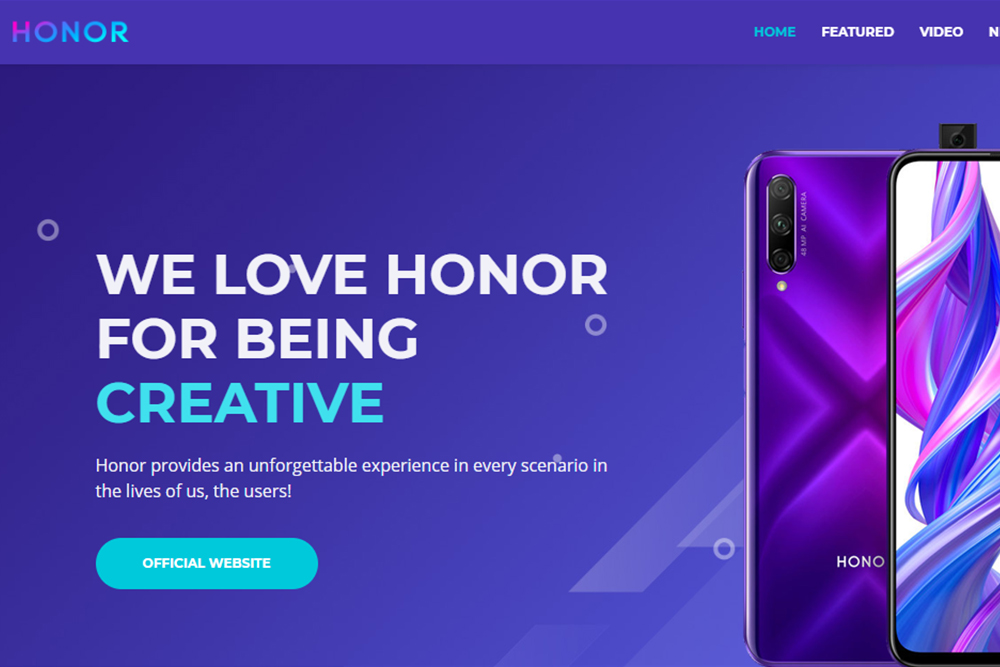 HONOR
HOME FEATURED VIDEO
WE LOVE HONOR
FOR BEING
CREATIVE
Honor provides an unforgettable experience in every scenario in
the lives of us, the users!
OFFICIAL WEBSITE
48 MP AI CAMERA
HONO